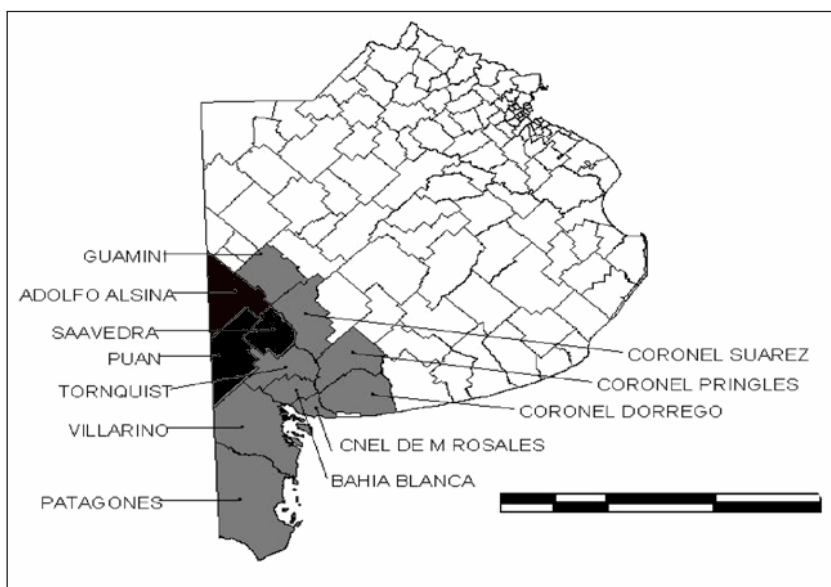 GUAMINI
ADOLFO ALSINA
SAAVEDRA
PUAN
TORNQUIST
VILLARINO
PATAGONES
CORONEL SUAREZ
CORONEL PRINGLES
CORONEL DORREGO
CNEL DE M ROSALES
BAHIA BLANCA